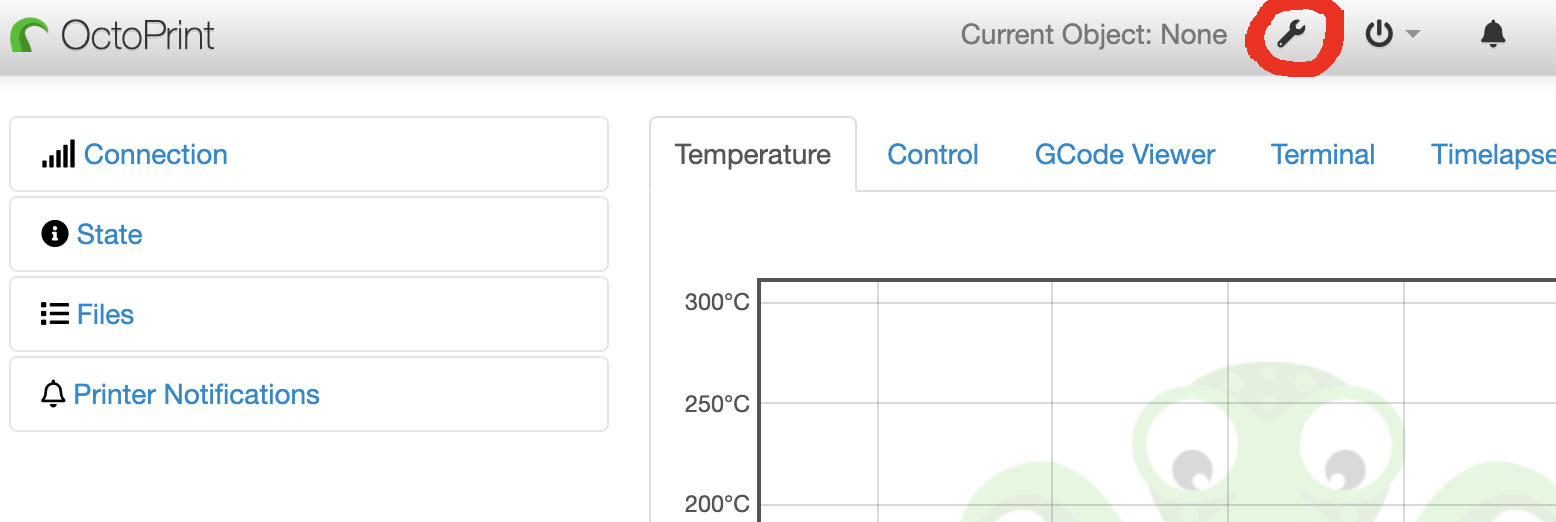 OctoPrint
Current Object: None
Connection
State
Files
Printer Notifications
Temperature
Control
GCode Viewer
Terminal
Timelapse
300°C
250°C
200°C